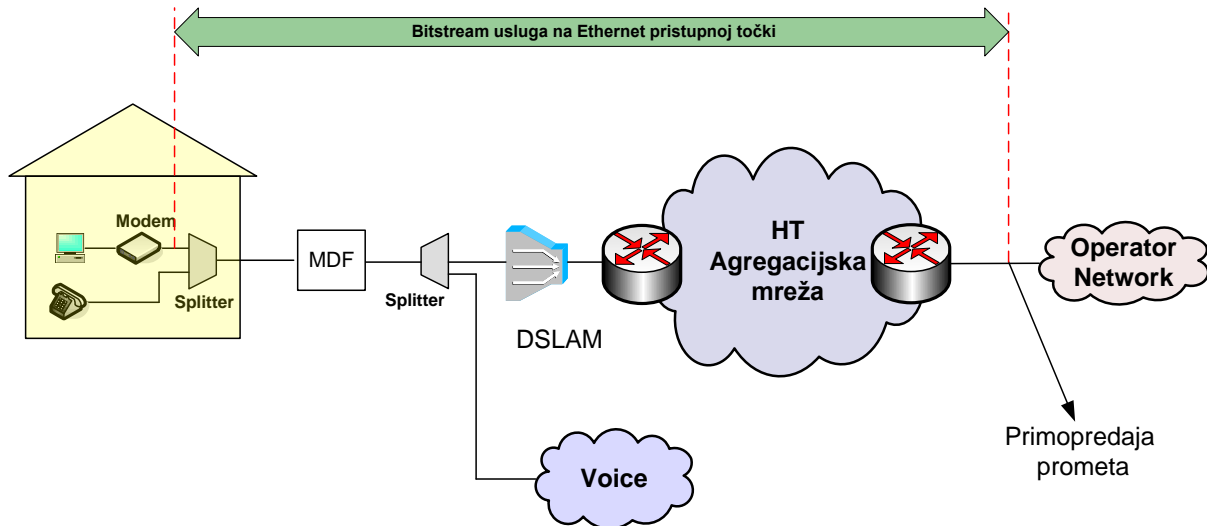 Bitstream usluga na Ethernet pristupnoj točki
Modem
Splitter
MDF
Splitter
DSLAM
HT
Agregacijska
mreža
Operator
Network
Voice
Primopredaja
prometa